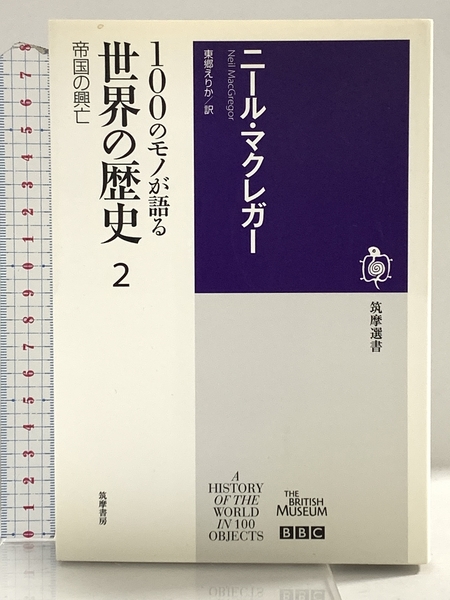 100のモノが語る
世界の歴史 2
帝国の興亡
ニール・マクレガー
Neil MacGregor
東郷えりか/訳
筑摩選書
筑摩書房
A
HISTORY
OF THE
WORLD
IN 100
OBJECTS
THE
BRITISH
MUSEUM
BBC